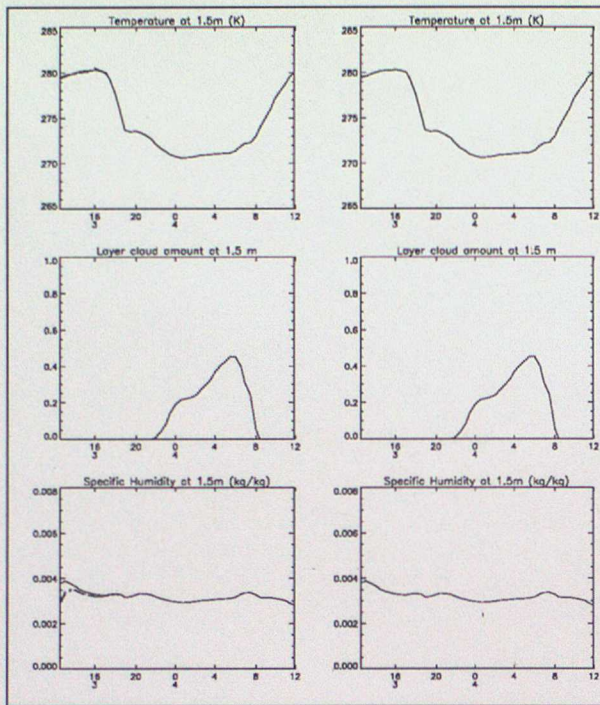 Temperature at 1.5m (K) Temperature at 1.5m (K)
285 285
280 280
275 275
270 270
265 265
16 20 0 4 8 12 16 20 0 4 8 12
3 4 3 4
Layer cloud amount at 1.5 m Layer cloud amount at 1.5 m
1.0 1.0
0.8 0.8
0.6 0.6
0.4 0.4
0.2 0.2
0.0 0.0
16 20 0 4 8 12 16 20 0 4 8 12
3 4 3 4
Specific Humidity at 1.5m (kg/kg) Specific Humidity at 1.5m (kg/kg)
0.008 0.008
0.006 0.006
0.004 0.004
0.002 0.002
0.000 0.000
16 20 0 4 8 12 16 20 0 4 8 12
3 4 3 4